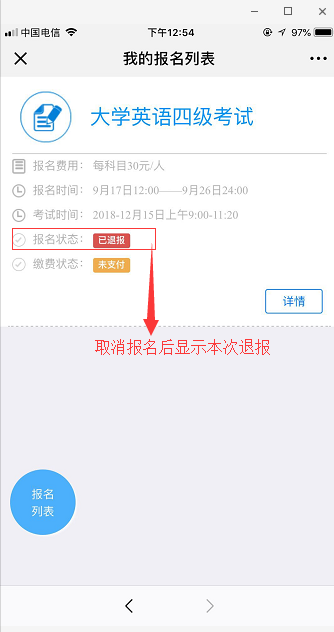 中国电信 下午12:54 97%
我的报名列表
大学英语四级考试
报名费用： 每科目30元/人
报名时间： 9月17日12:00——9月26日24:00
考试时间： 2018-12月15日上午9:00-11:20
报名状态： 已退报
缴费状态： 未支付
详情
取消报名后显示本次退报
报名
列表